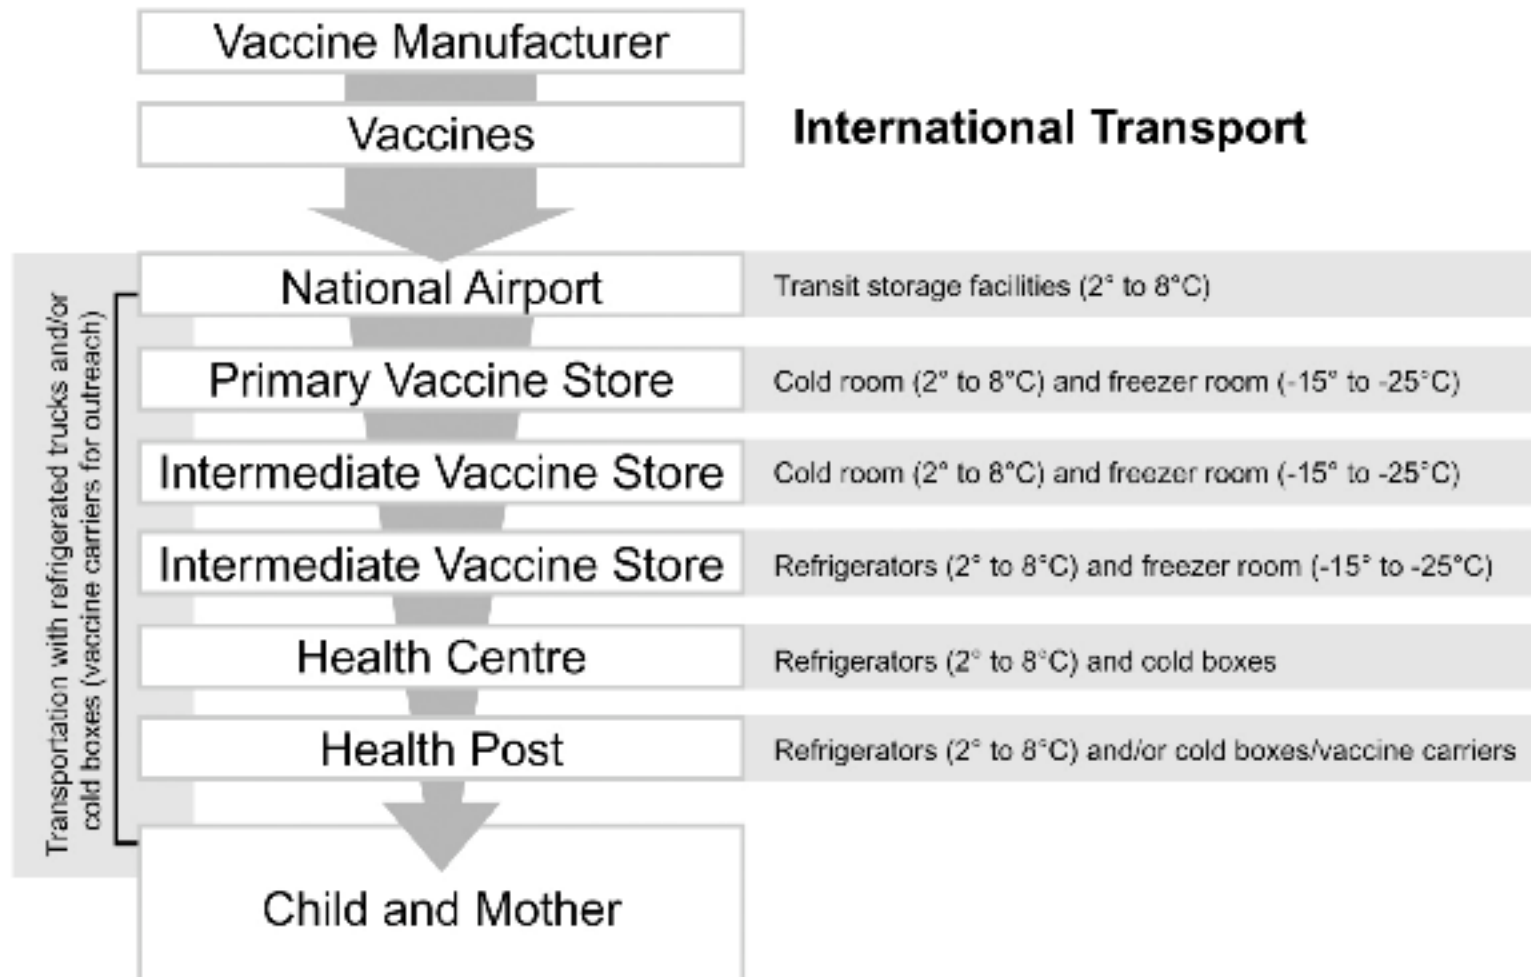 Vaccine Manufacturer
Vaccines
International Transport
National Airport
Transit storage facilities (2° to 8°C)
Primary Vaccine Store
Cold room (2° to 8°C) and freezer room (-15° to -25°C)
Intermediate Vaccine Store
Cold room (2° to 8°C) and freezer room (-15° to -25°C)
Intermediate Vaccine Store
Refrigerators (2° to 8°C) and freezer room (-15° to -25°C)
Health Centre
Refrigerators (2° to 8°C) and cold boxes
Health Post
Refrigerators (2° to 8°C) and/or cold boxes/vaccine carriers
Child and Mother
Transportation with refrigerated trucks and/or
cold boxes (vaccine carriers for outreach)